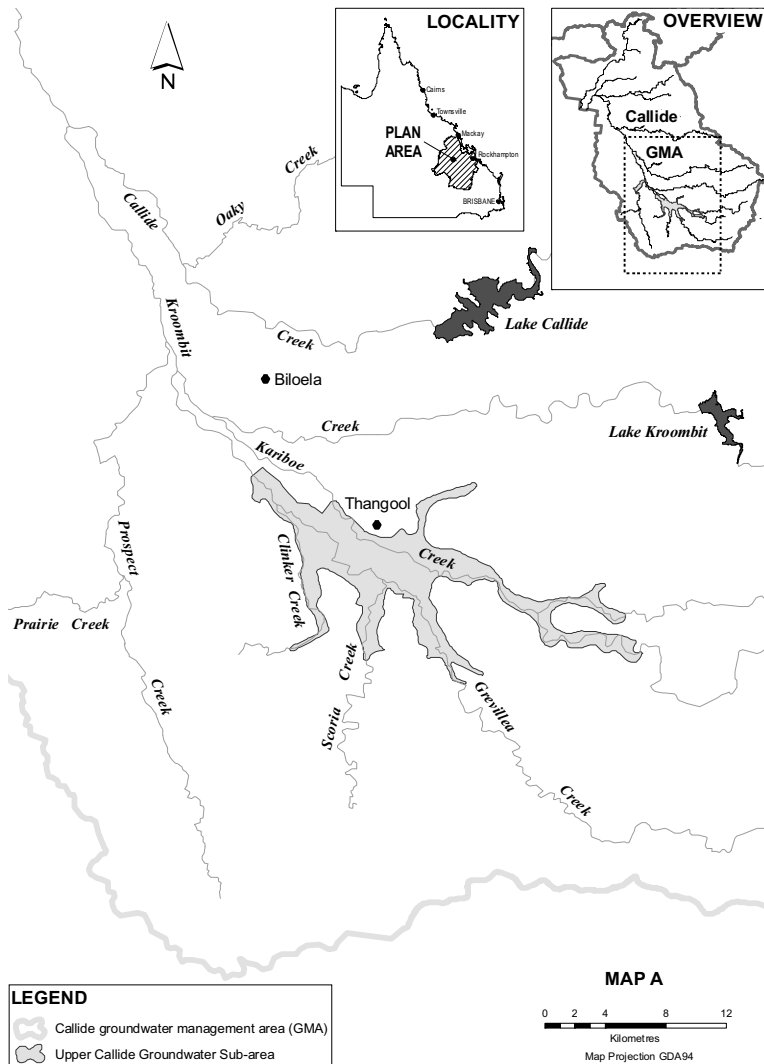 LOCALITY
Cairns
Townsville
Mackay
PLAN
AREA
Rockhampton
BRISBANE
OVERVIEW
Callide
GMA
N
Callide
Oaky Creek
Kroombit
Creek
Lake Callide
Biloela
Creek
Lake Kroombit
Kariboe
Thangool
Creek
Prospect
Clinker Creek
Prairie Creek
Creek
Scoria
Creek
Grevillea
Creek
LEGEND
Callide groundwater management area (GMA)
Upper Callide Groundwater Sub-area
MAP A
0 2 4 8 12
Kilometres
Map Projection GDA94